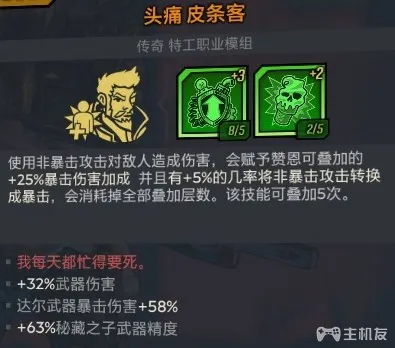 头痛 皮条客
传奇 特工职业模组
+3
+2
8/5
2/5
使用非暴击攻击对敌人造成伤害，会赋予赞恩可叠加的
+25%暴击伤害加成 并且有+5%的几率将非暴击攻击转换
成暴击，会消耗掉全部叠加层数。该技能可叠加5次。
• 我每天都忙得要死。
• +32%武器伤害
• 达尔武器暴击伤害+58%
• +63%秘藏之子武器精度
主机友